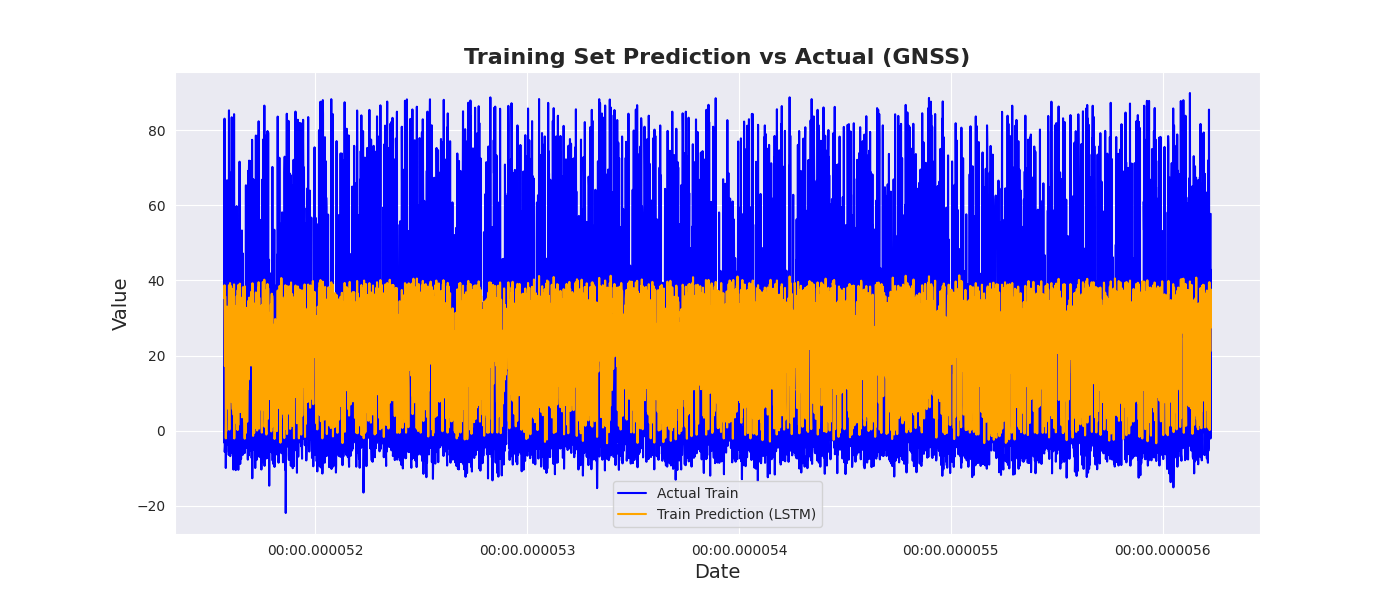 Training Set Prediction vs Actual (GNSS)
Value
80
60
40
20
0
−20
Actual Train
Train Prediction (LSTM)
00:00.000052 00:00.000053 00:00.000054 00:00.000055 00:00.000056
Date